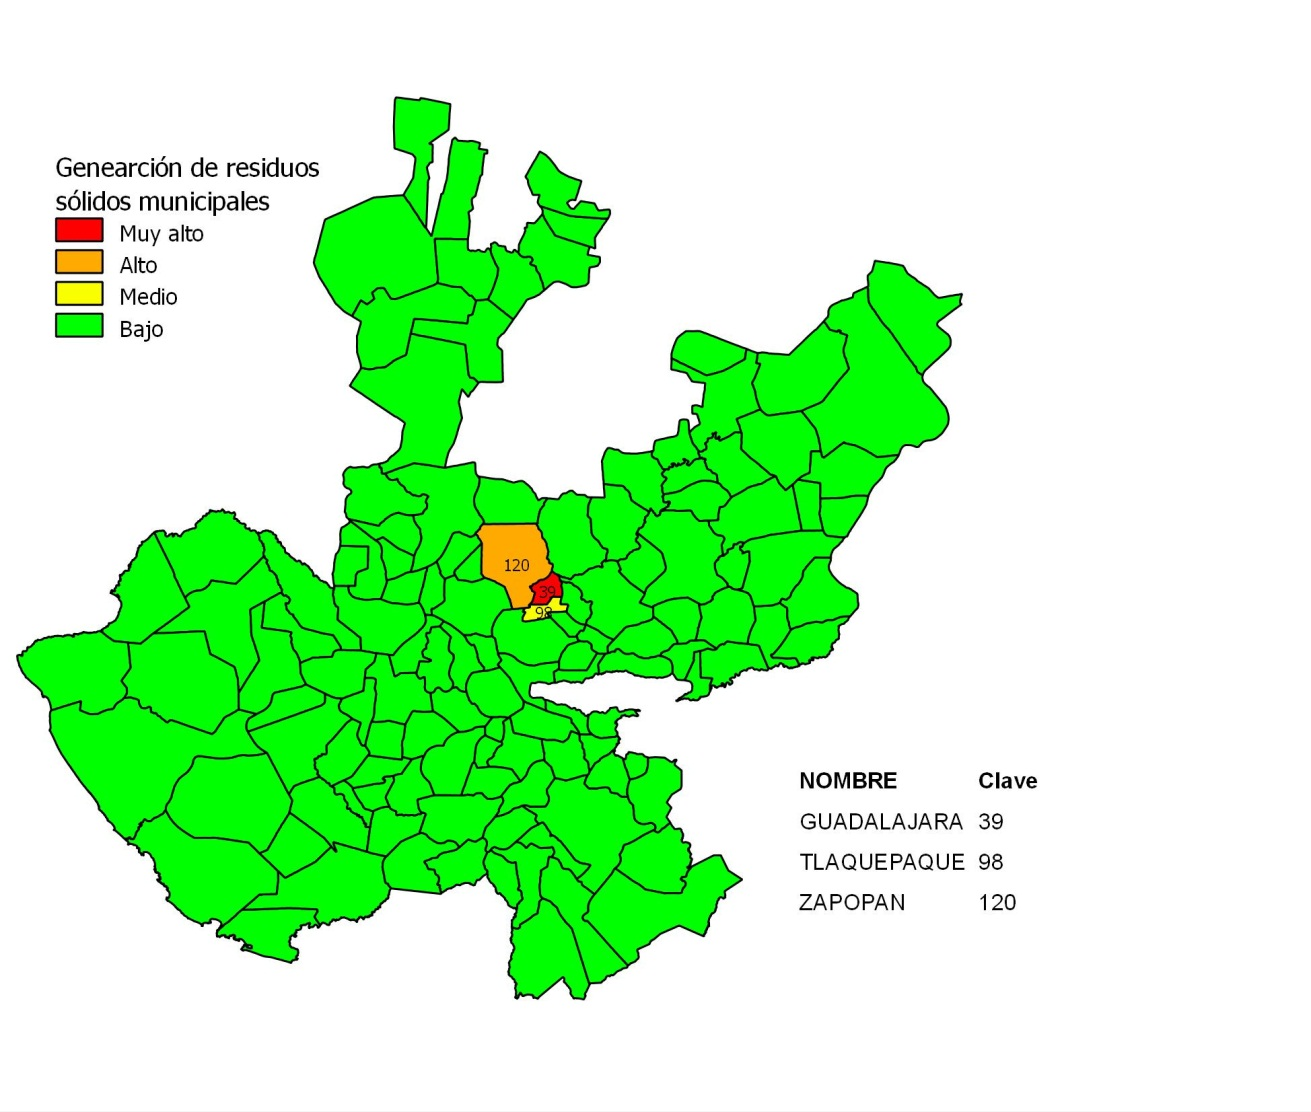 Genearción de residuos
sólidos municipales
Muy alto
Alto
Medio
Bajo
120
39
98
NOMBRE Clave
GUADALAJARA 39
TLAQUEPAQUE 98
ZAPOPAN 120